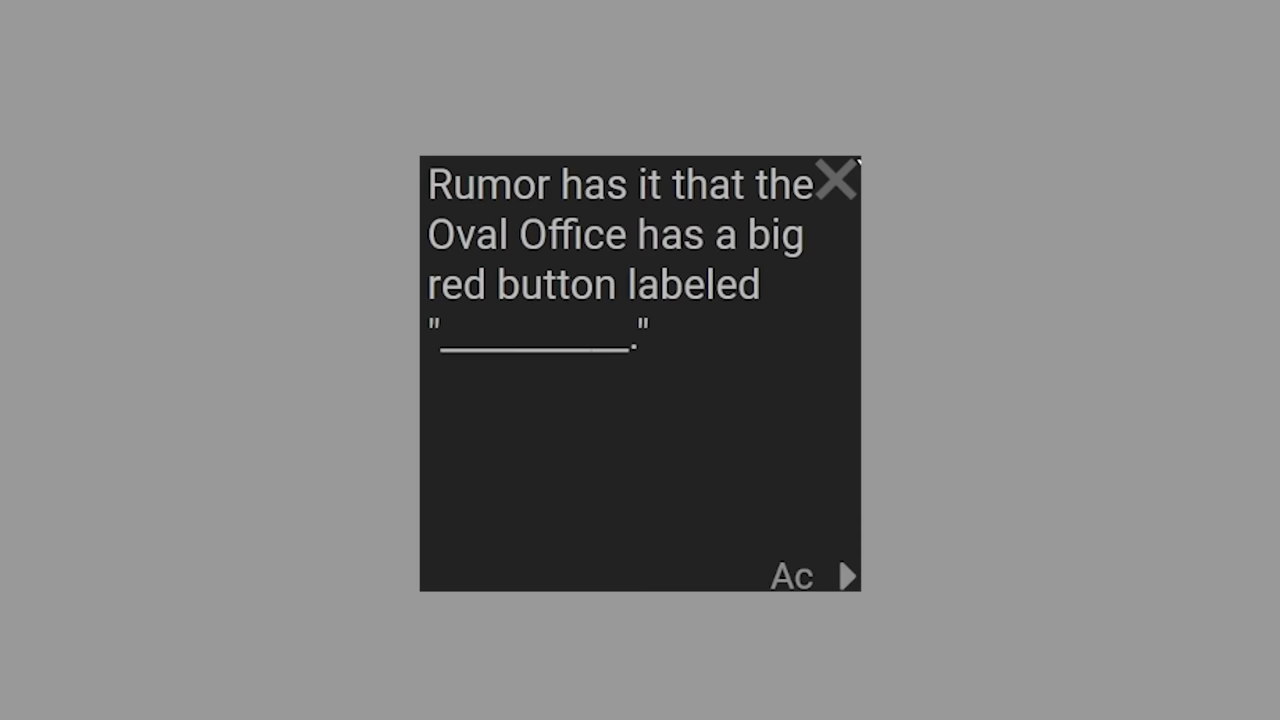 Rumor has it that the
Oval Office has a big
red button labeled
"__________."
Ac